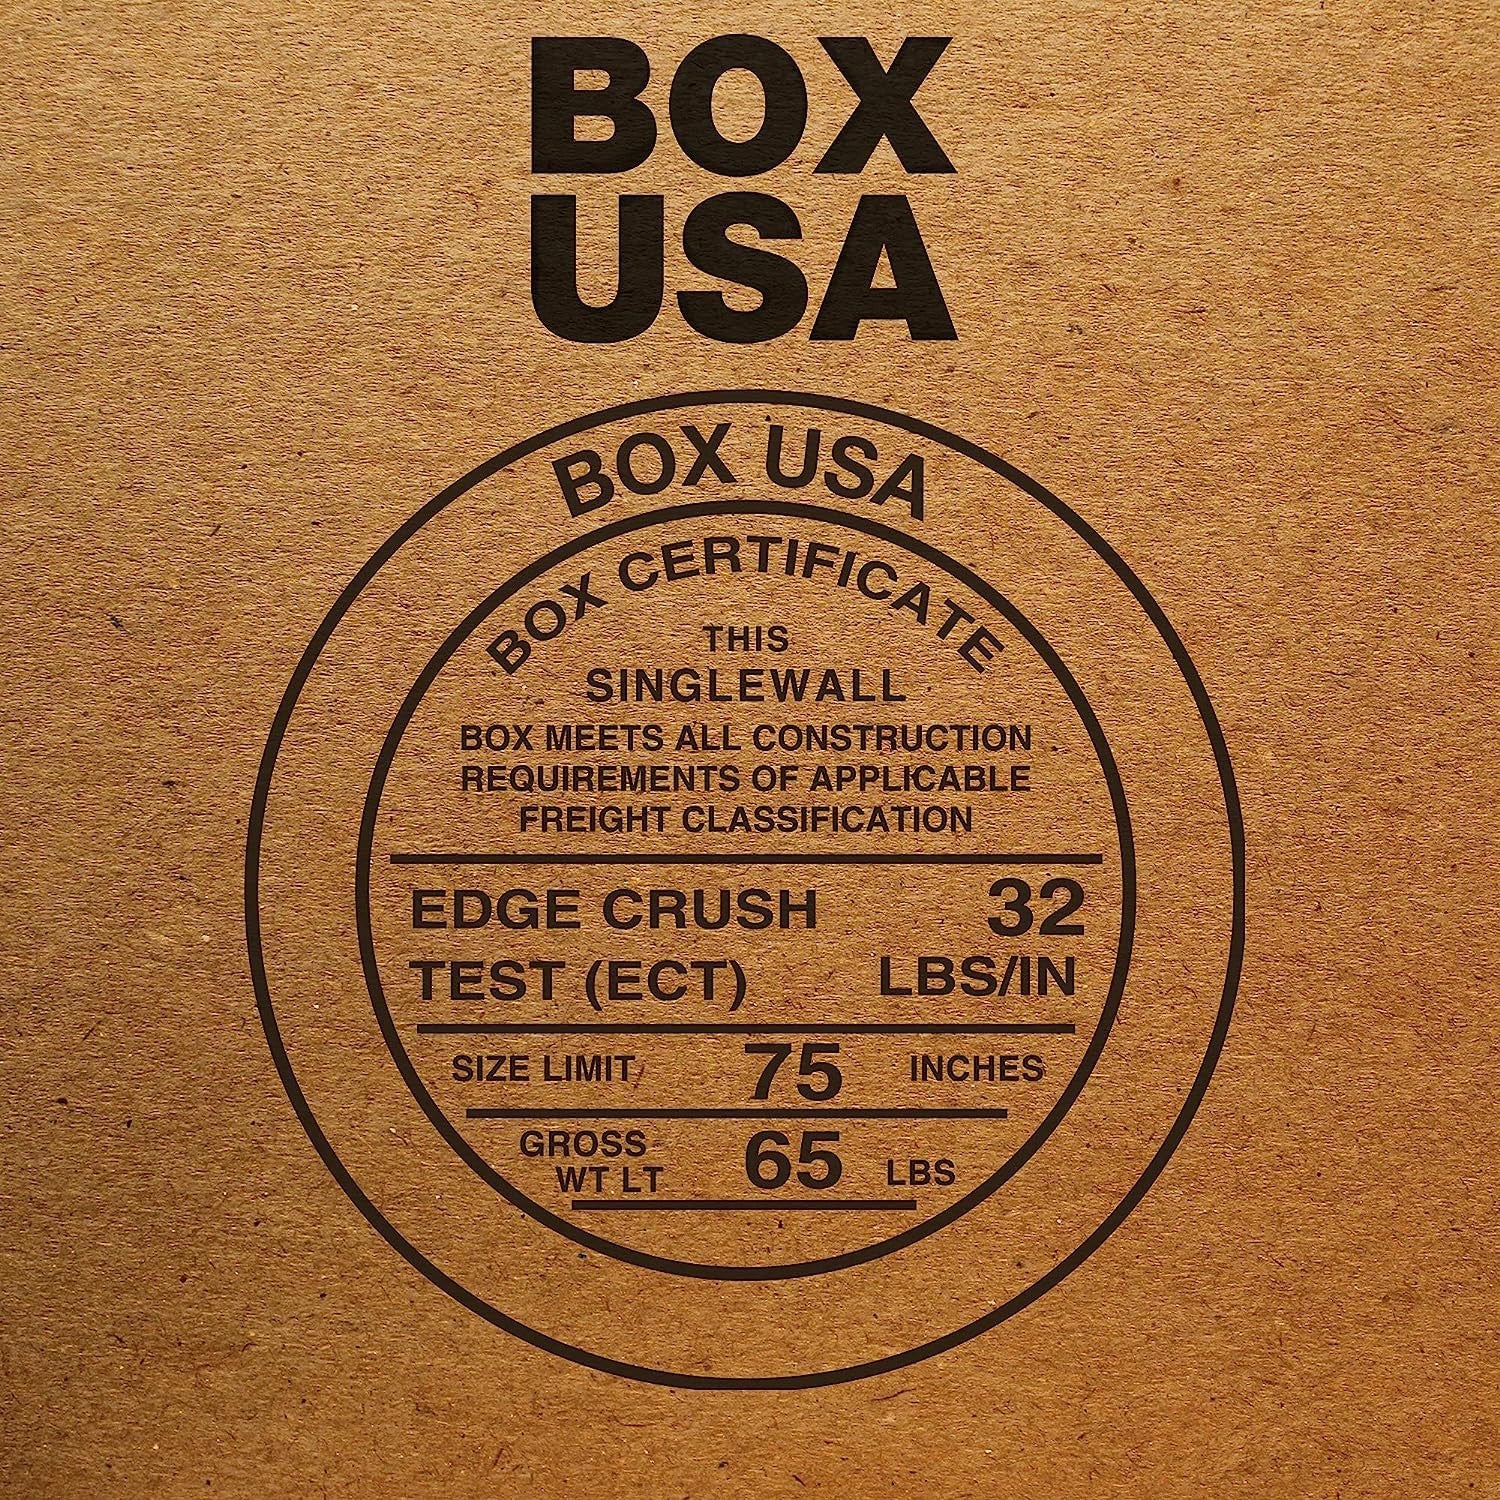 BOX
USA
BOX USA
BOX CERTIFICATE
THIS
SINGLEWALL
BOX MEETS ALL CONSTRUCTION
REQUIREMENTS OF APPLICABLE
FREIGHT CLASSIFICATION
EDGE CRUSH 32
TEST (ECT) LBS/IN
SIZE LIMIT 75 INCHES
GROSS
WT LT 65 LBS